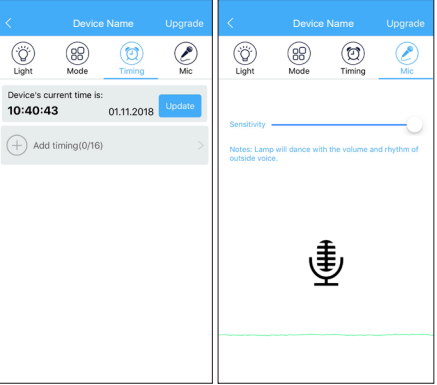 Device Name Upgrade
Light Mode Timing Mic
Device's current time is:
10:40:43 01.11.2018 Update
Add timing(0/16)
Device Name Upgrade
Light Mode Timing Mic
Sensitivity
Notes: Lamp will dance with the volume and rhythm of
outside voice.